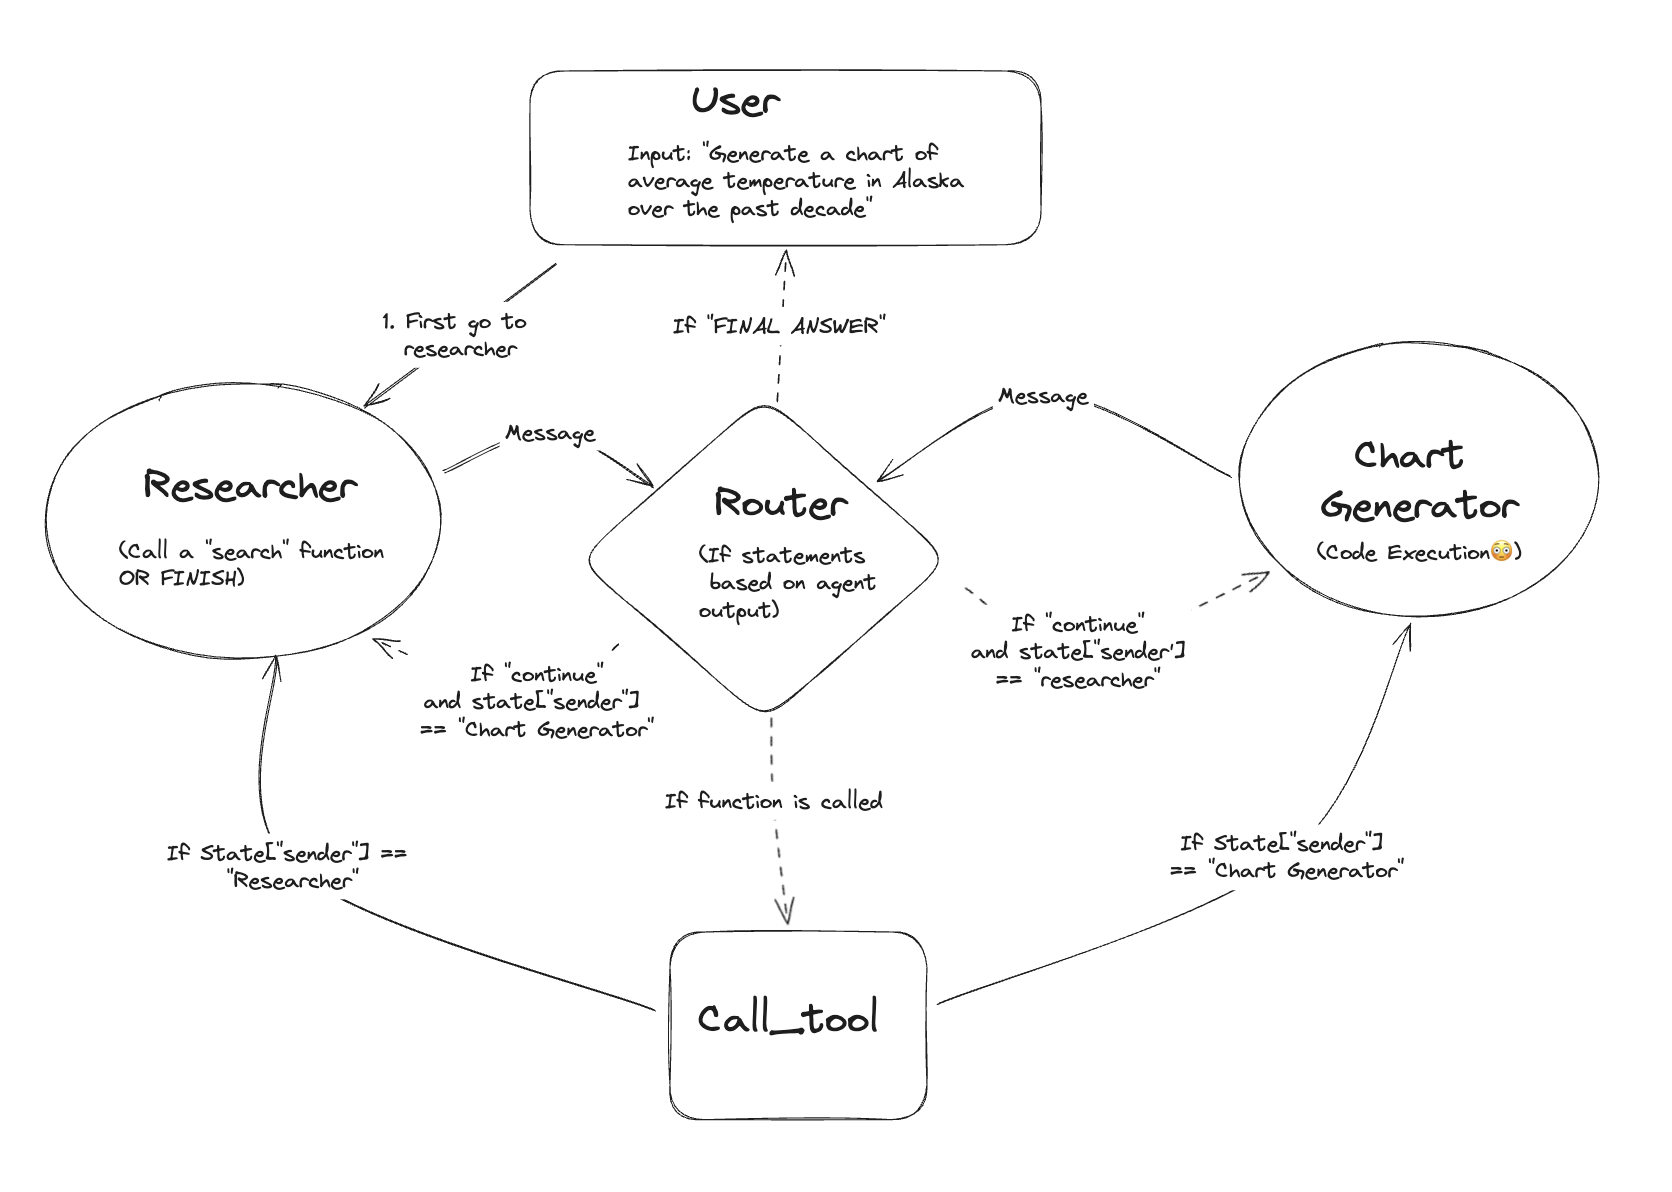 User
Input: "Generate a chart of
average temperature in Alaska
over the past decade"
1. First go to
researcher
If "FINAL ANSWER"
Message
Message
Researcher
(Call a "search" function
OR FINISH)
Router
(If statements
based on agent
output)
Chart
Generator
(Code Execution😳)
If "continue"
and state["sender"]
== "Chart Generator"
If "continue"
and state["sender']
== "researcher"
If function is called
If State["sender"] ==
"Researcher"
If State["sender"]
== "Chart Generator"
Call_tool